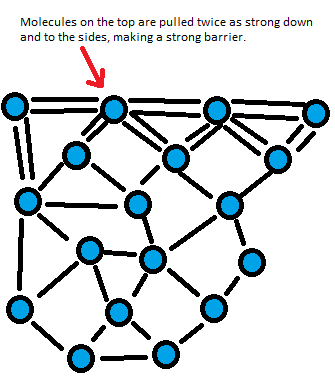 Molecules on the top are pulled twice as strong down
and to the sides, making a strong barrier.